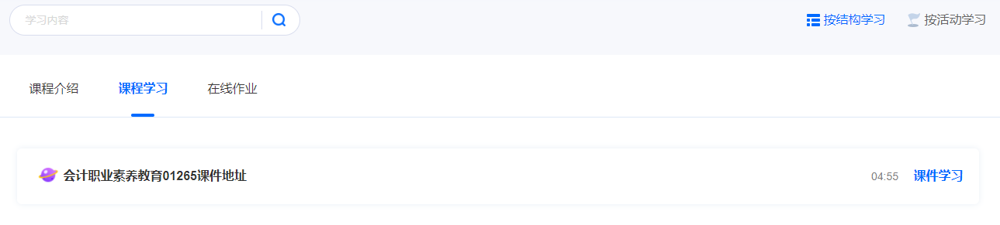 学习内容
按结构学习 按活动学习
课程介绍 课程学习 在线作业
会计职业素养教育01265课件地址 04:55 课件学习